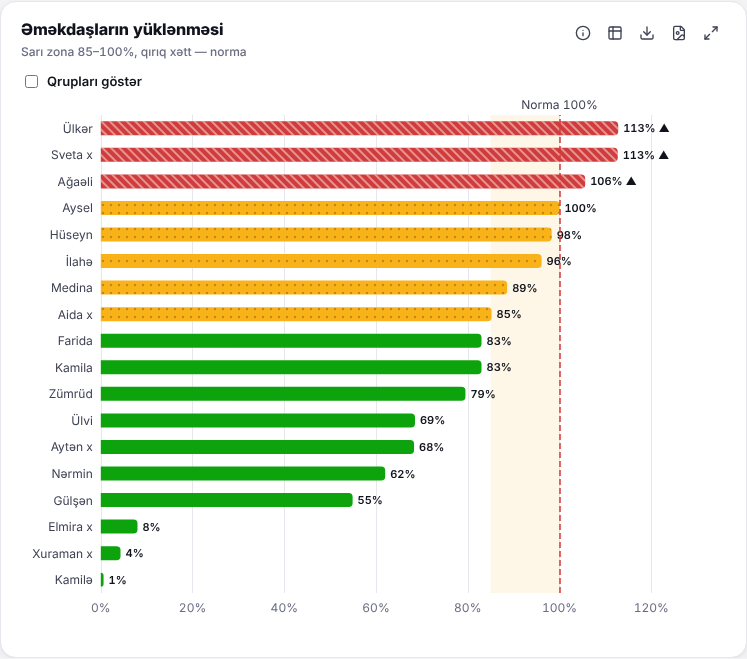 Əməkdaşların yüklənməsi
Sarı zona 85–100%, qırıq xətt — norma
Qrupları göstər
Norma 100%
Ülkər 113% ▲
Sveta x 113% ▲
Ağaəli 106% ▲
Aysel 100%
Hüseyn 98%
İlahə 96%
Medina 89%
Aida x 85%
Farida 83%
Kamila 83%
Zümrüd 79%
Ülvi 69%
Aytən x 68%
Nərmin 62%
Gülşən 55%
Elmira x 8%
Xuraman x 4%
Kamilə 1%
0% 20% 40% 60% 80% 100% 120%